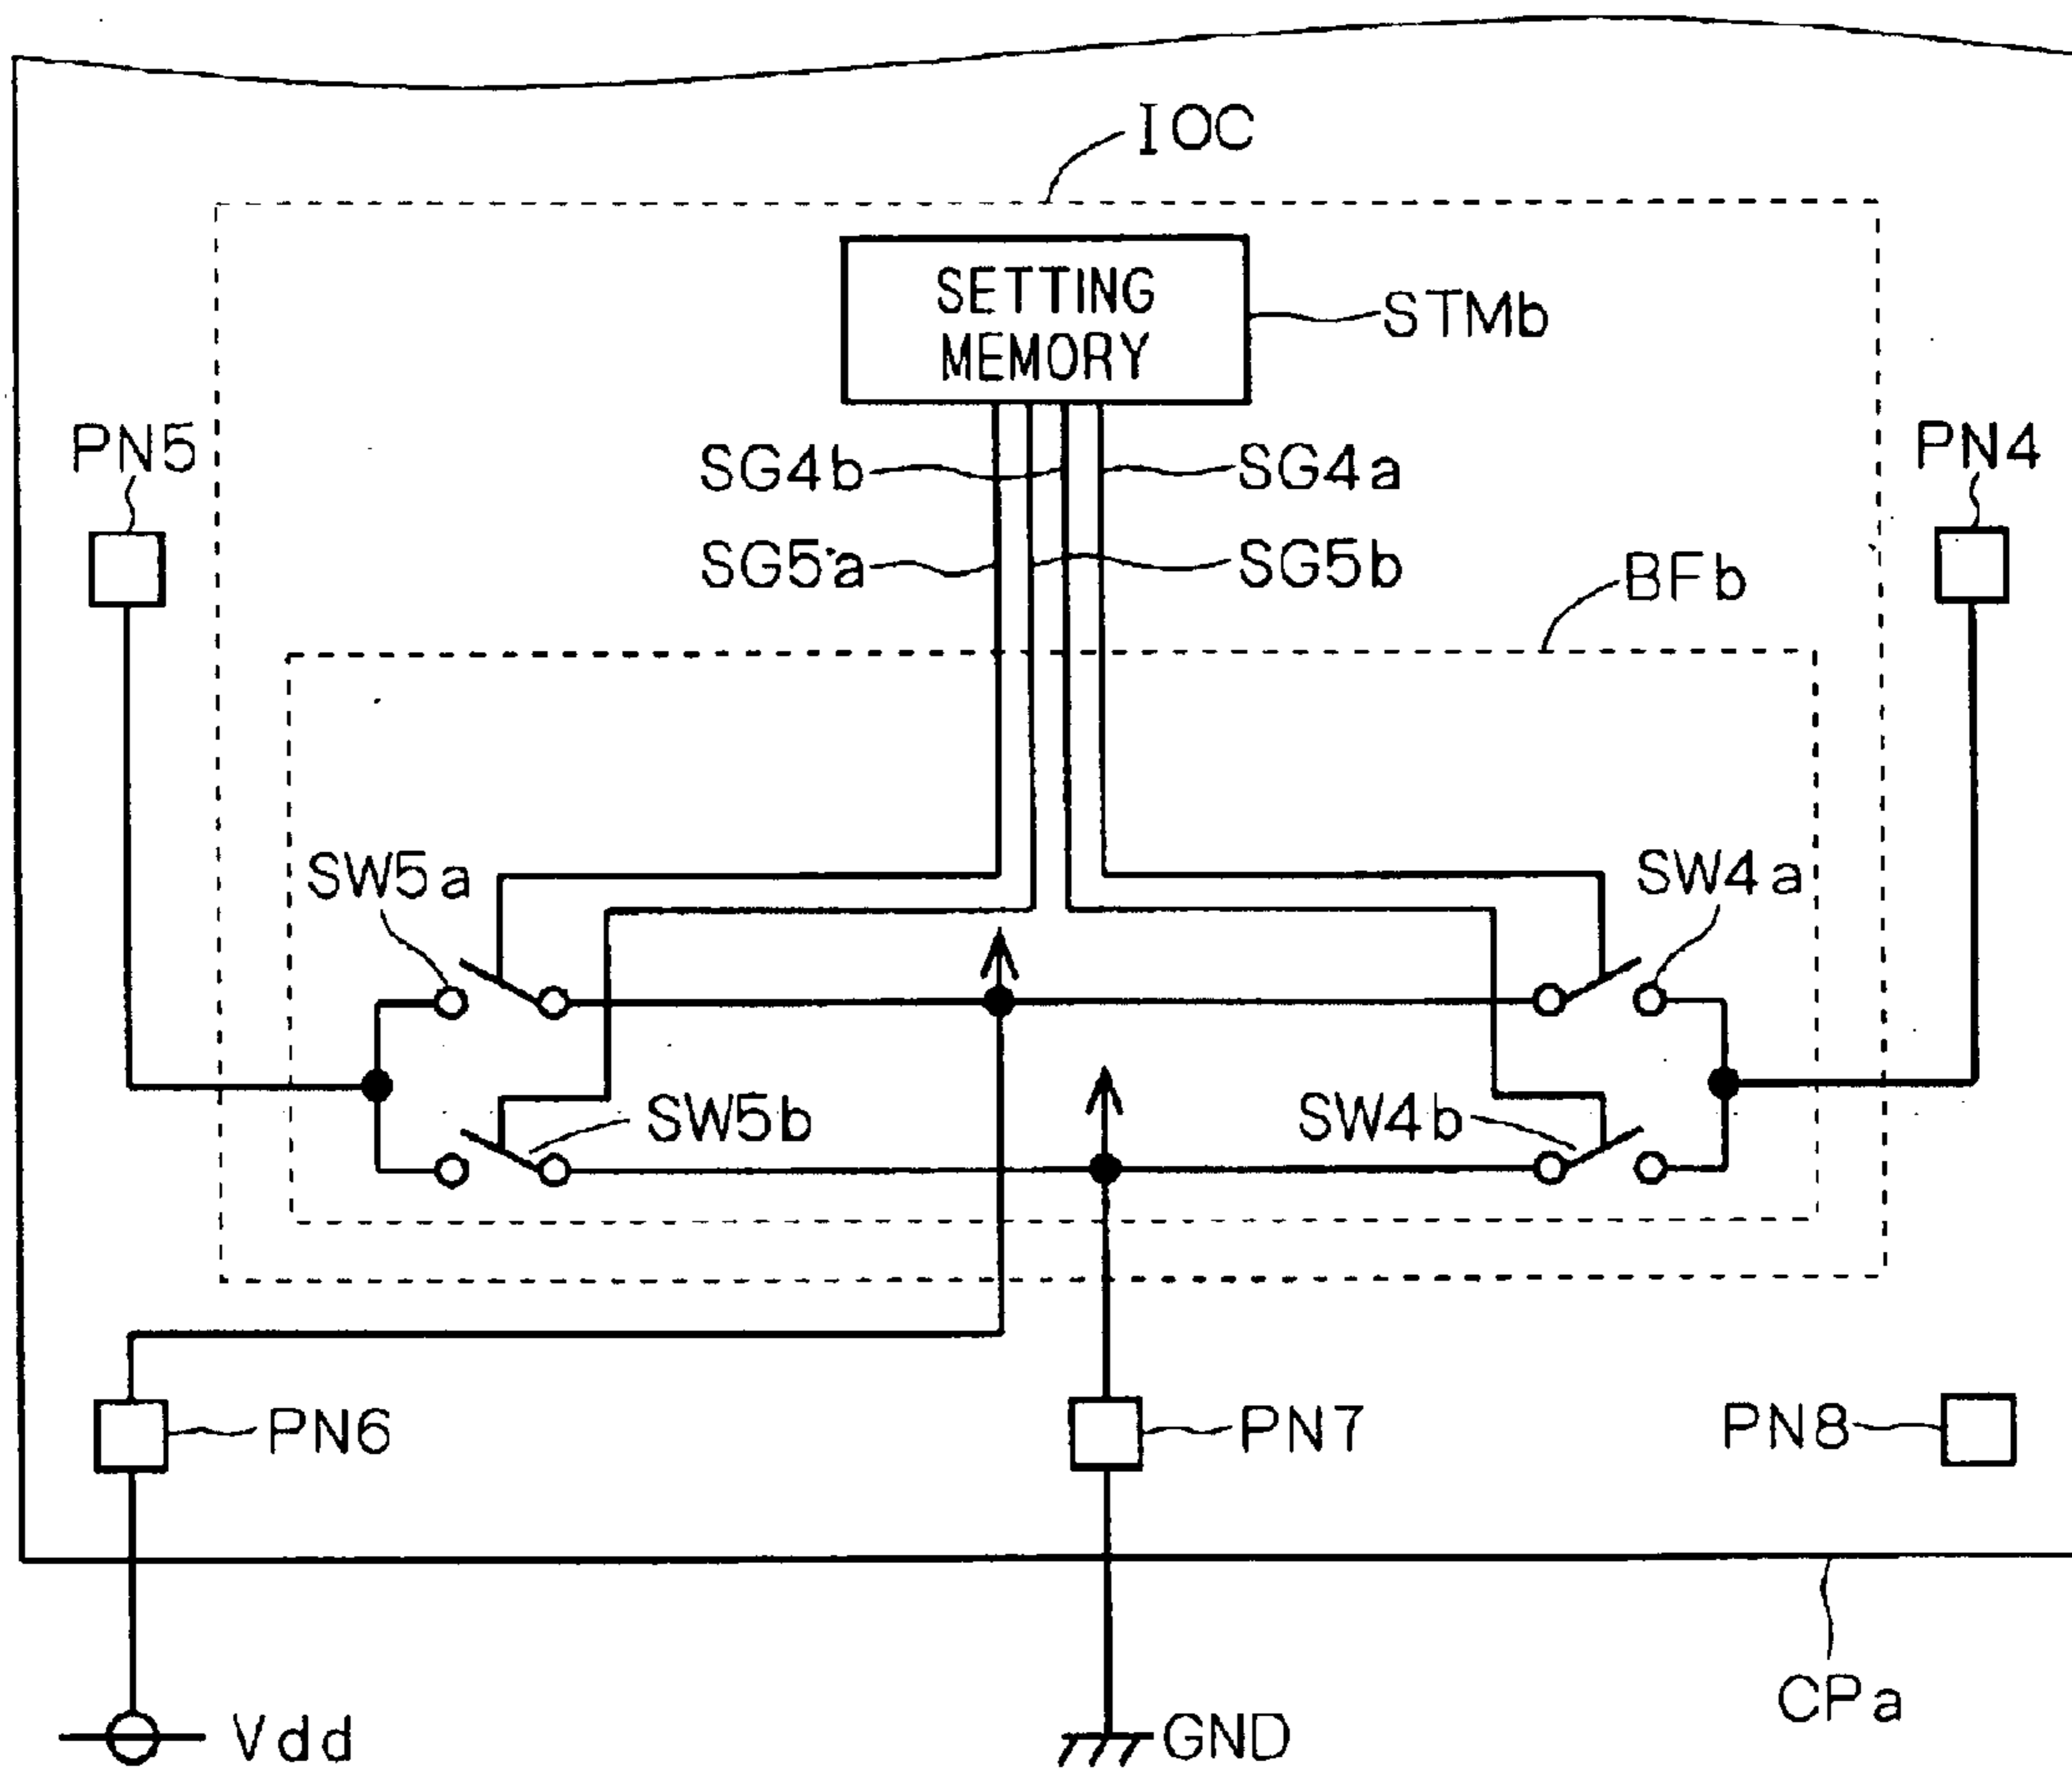 IOC
SETTING
MEMORY
STMb
PN5
PN4
SG4b
SG4a
SG5a
SG5b
BFb
SW5a
SW4a
SW5b
SW4b
PN6
PN7
PN8
CPa
Vdd
GND